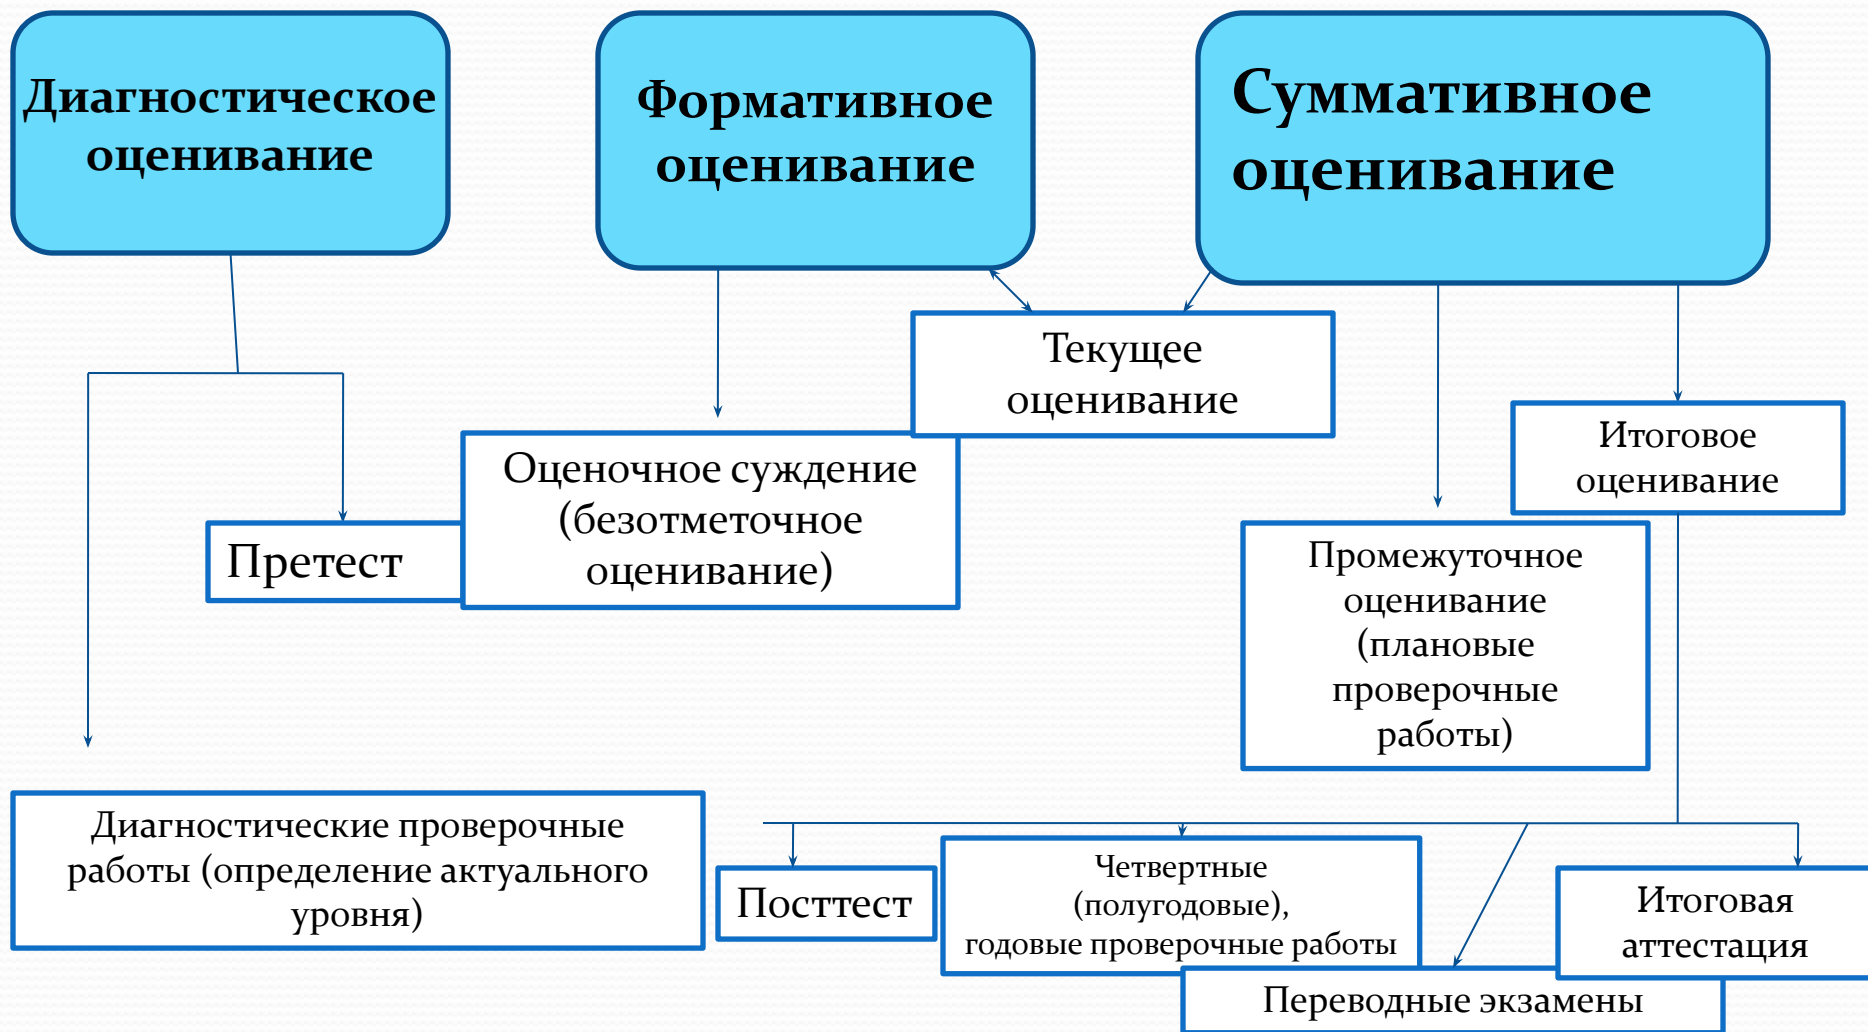 Диагностическое
оценивание
Формативное
оценивание
Суммативное
оценивание
Текущее
оценивание
Итоговое
оценивание
Оценочное суждение
(безотметочное
оценивание)
Претест
Промежуточное
оценивание
(плановые
проверочные
работы)
Диагностические проверочные
работы (определение актуального
уровня)
Посттест
Четвертные
(полугодовые),
годовые проверочные работы
Итоговая
аттестация
Переводные экзамены